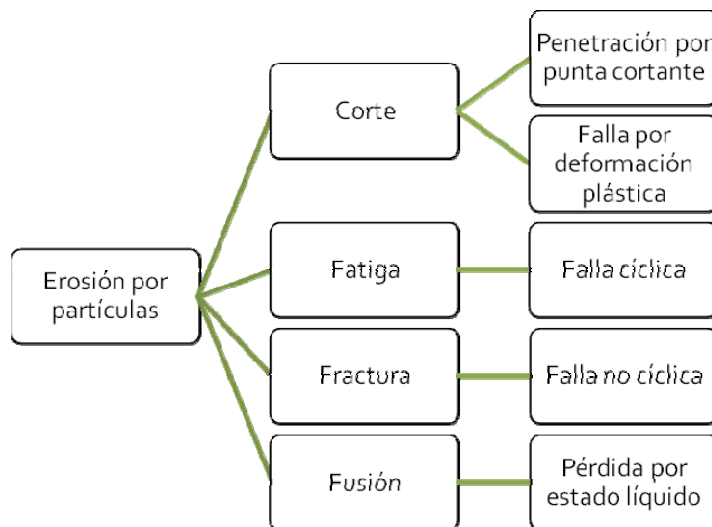 Erosión por
partículas
Corte
Penetración por
punta cortante
Falla por
deformación
plástica
Fatiga
Falla cíclica
Fractura
Falla no cíclica
Fusión
Pérdida por
estado líquido